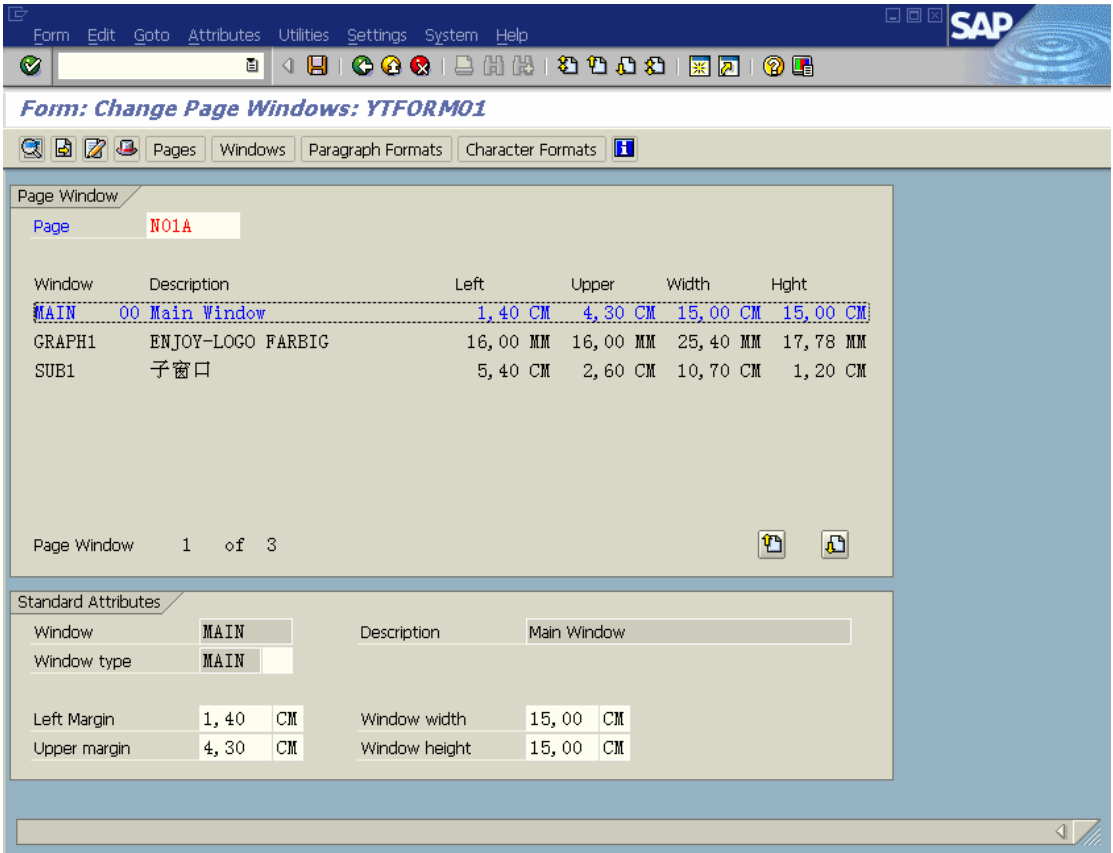 Form Edit Goto Attributes Utilities Settings System Help
SAP
Form: Change Page Windows: YTFORM01
Pages Windows Paragraph Formats Character Formats
Page Window
Page N01A
Window Description Left Upper Width Hght
MAIN 00 Main Window 1,40 CM 4,30 CM 15,00 CM 15,00 CM
GRAPH1 ENJOY-LOGO FARBIG 16,00 MM 16,00 MM 25,40 MM 17,78 MM
SUB1 子窗口 5,40 CM 2,60 CM 10,70 CM 1,20 CM
Page Window 1 of 3
Standard Attributes
Window MAIN Description Main Window
Window type MAIN
Left Margin 1,40 CM Window width 15,00 CM
Upper margin 4,30 CM Window height 15,00 CM